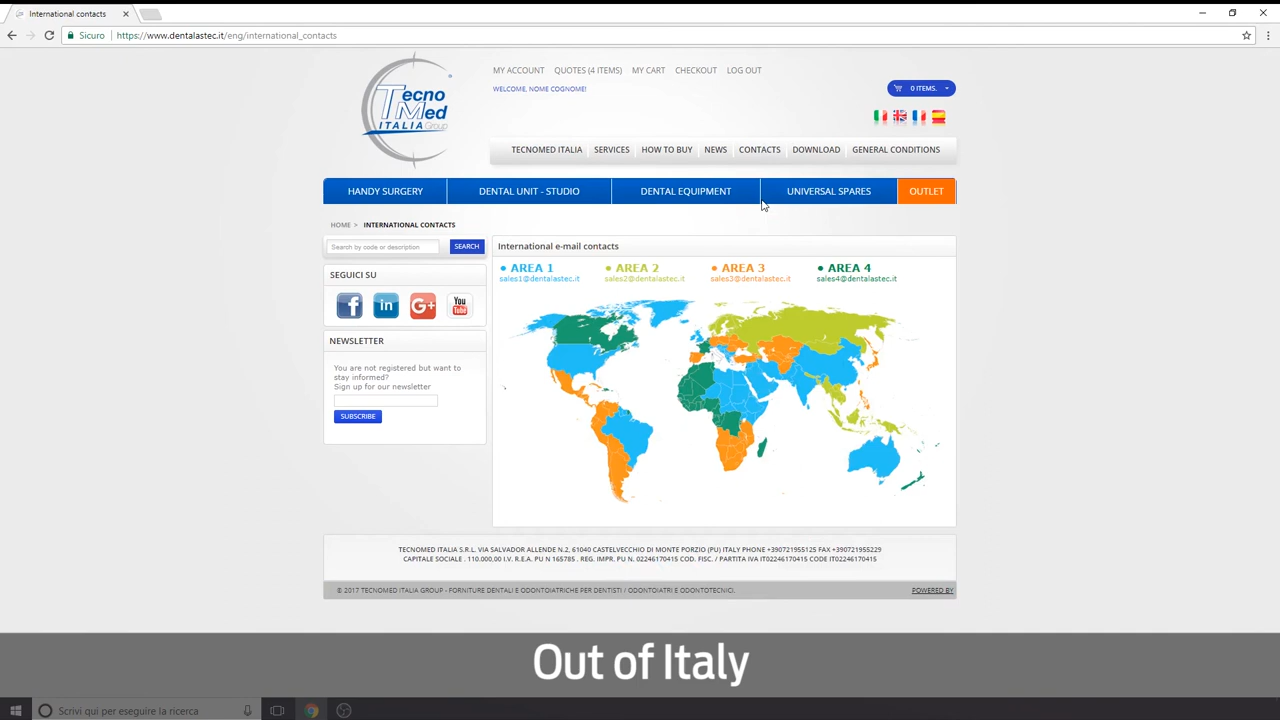 International contacts
Sicuro
https://www.dentalastec.it/eng/international_contacts
Tecno
Med
ITALIA Group
MY ACCOUNT
QUOTES (4 ITEMS)
MY CART
CHECKOUT
LOG OUT
WELCOME, NOME COGNOME!
0 ITEMS.
TECNOMED ITALIA
SERVICES
HOW TO BUY
NEWS
CONTACTS
DOWNLOAD
GENERAL CONDITIONS
HANDY SURGERY
DENTAL UNIT - STUDIO
DENTAL EQUIPMENT
UNIVERSAL SPARES
OUTLET
HOME > INTERNATIONAL CONTACTS
Search by code or description
SEARCH
SEGUICI SU
f
in
G+
You
Tube
NEWSLETTER
You are not registered but want to
stay informed?
Sign up for our newsletter
SUBSCRIBE
International e-mail contacts
• AREA 1
sales1@dentalastec.it
• AREA 2
sales2@dentalastec.it
• AREA 3
sales3@dentalastec.it
• AREA 4
sales4@dentalastec.it
TECNOMED ITALIA S.R.L. VIA SALVADOR ALLENDE N.2, 61040 CASTELVECCHIO DI MONTE PORZIO (PU) ITALY PHONE +390721955125 FAX +390721955229
CAPITALE SOCIALE . 110.000,00 I.V. R.E.A. PU N 165785 . REG. IMPR. PU N. 02246170415 COD. FISC. / PARTITA IVA IT02246170415 CODE IT02246170415
© 2017 TECNOMED ITALIA GROUP - FORNITURE DENTALI E ODONTOIATRICHE PER DENTISTI / ODONTOIATRI E ODONTOTECNICI.
POWERED BY
Out of Italy
Scrivi qui per eseguire la ricerca